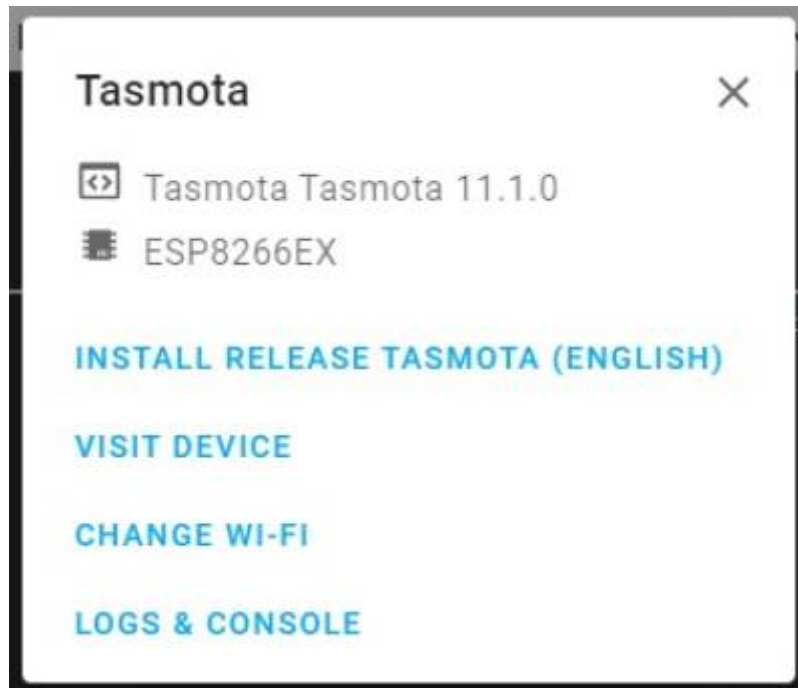 Tasmota
Tasmota Tasmota 11.1.0
ESP8266EX
INSTALL RELEASE TASMOTA (ENGLISH)
VISIT DEVICE
CHANGE WI-FI
LOGS & CONSOLE